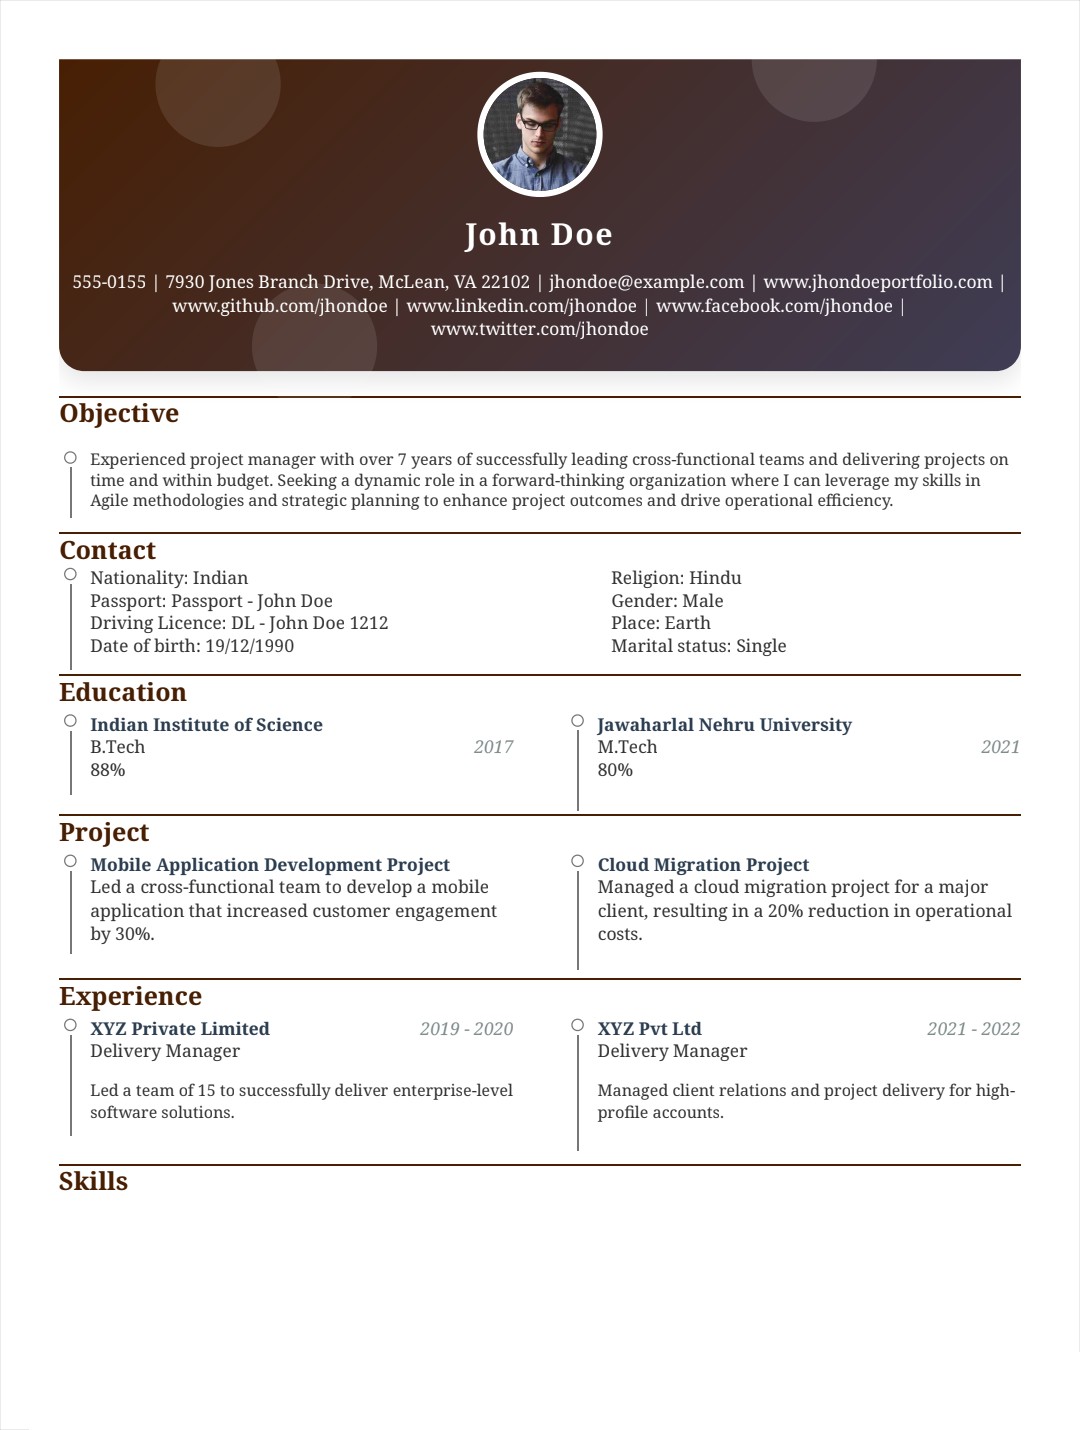 John Doe
555-0155 | 7930 Jones Branch Drive, McLean, VA 22102 | jhondoe@example.com | www.jhondoeportfolio.com |
www.github.com/jhondoe | www.linkedin.com/jhondoe | www.facebook.com/jhondoe |
www.twitter.com/jhondoe
Objective
Experienced project manager with over 7 years of successfully leading cross-functional teams and delivering projects on
time and within budget. Seeking a dynamic role in a forward-thinking organization where I can leverage my skills in
Agile methodologies and strategic planning to enhance project outcomes and drive operational efficiency.
Contact
Nationality: Indian
Passport: Passport - John Doe
Driving Licence: DL - John Doe 1212
Date of birth: 19/12/1990
Religion: Hindu
Gender: Male
Place: Earth
Marital status: Single
Education
Indian Institute of Science
B.Tech 2017
88%
Jawaharlal Nehru University
M.Tech 2021
80%
Project
Mobile Application Development Project
Led a cross-functional team to develop a mobile
application that increased customer engagement
by 30%.
Cloud Migration Project
Managed a cloud migration project for a major
client, resulting in a 20% reduction in operational
costs.
Experience
XYZ Private Limited 2019 - 2020
Delivery Manager
Led a team of 15 to successfully deliver enterprise-level
software solutions.
XYZ Pvt Ltd 2021 - 2022
Delivery Manager
Managed client relations and project delivery for high-
profile accounts.
Skills